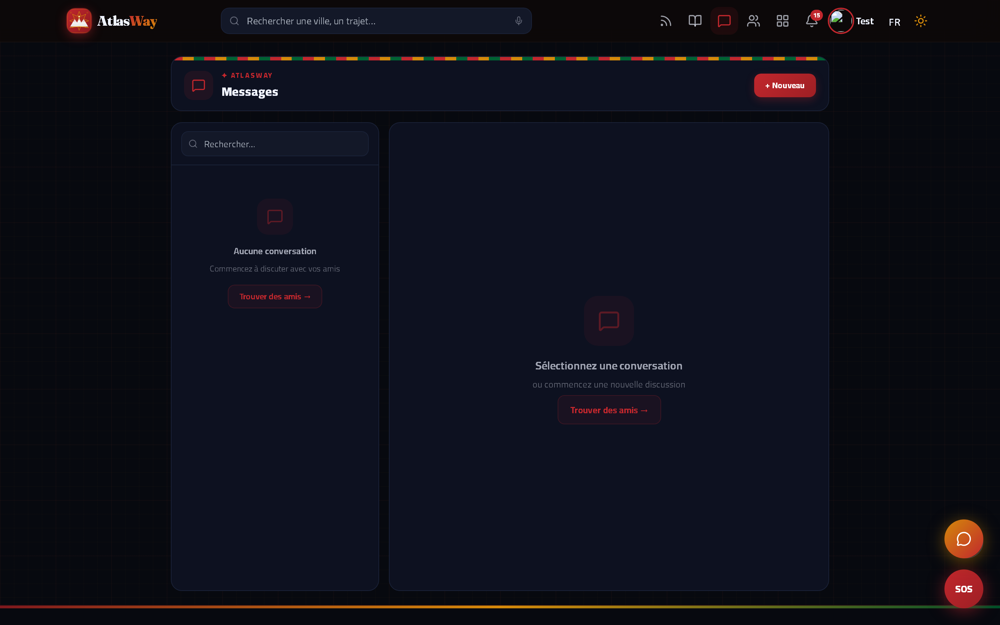 AtlasWay
Rechercher une ville, un trajet...
15
Test
FR
✦ ATLASWAY
Messages
+ Nouveau
Rechercher...
Aucune conversation
Commencez à discuter avec vos amis
Trouver des amis →
Sélectionnez une conversation
ou commencez une nouvelle discussion
Trouver des amis →
SOS